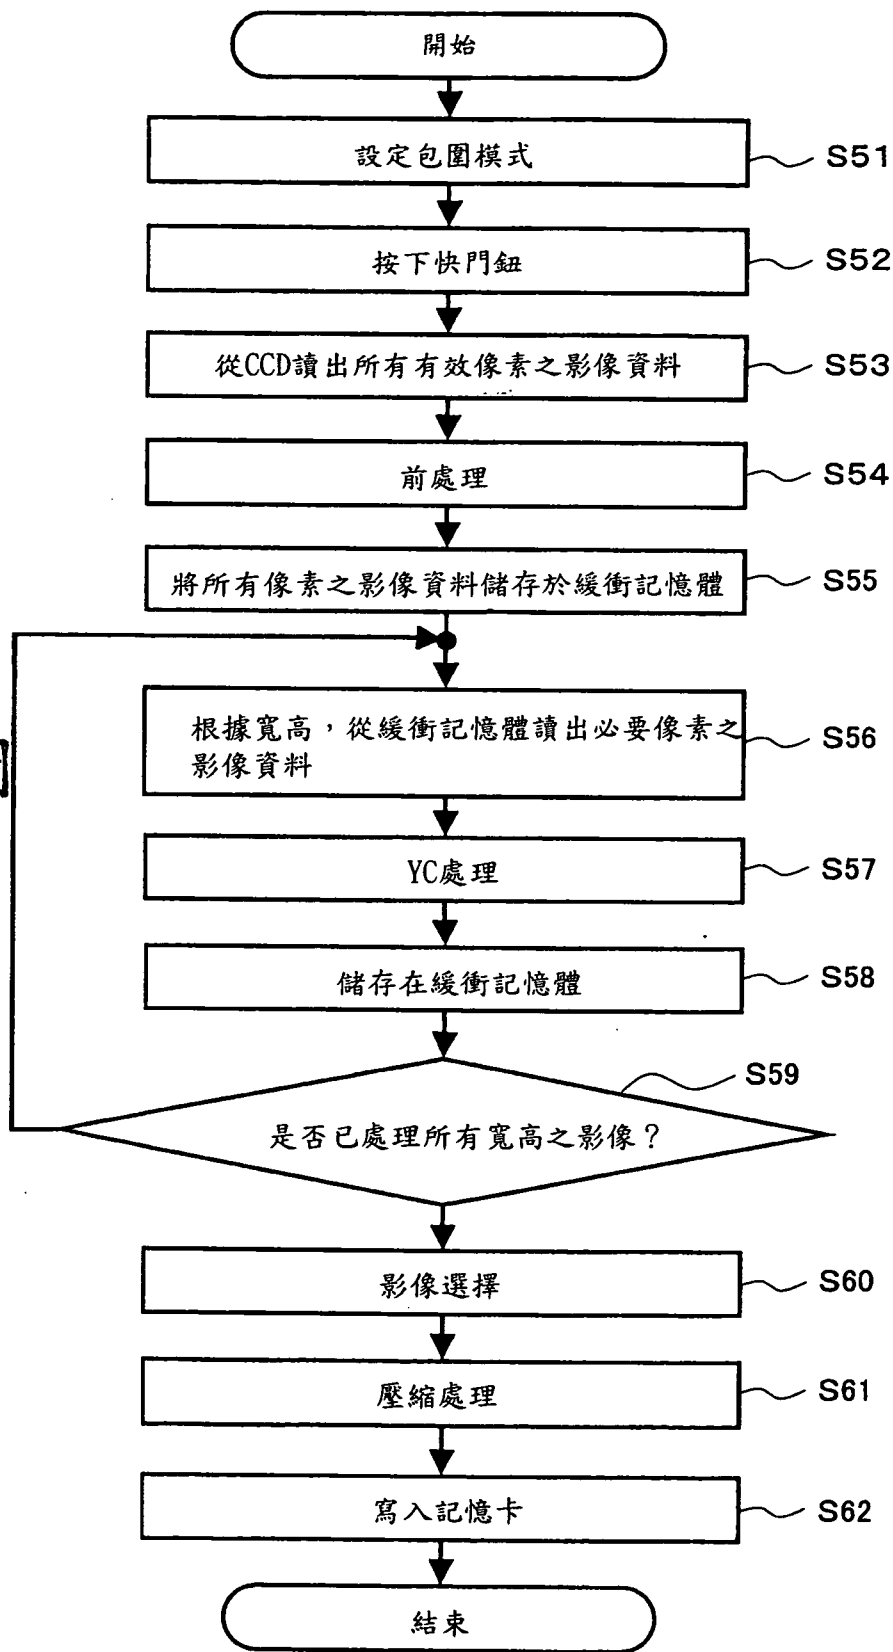 開始
設定包圍模式
S51
按下快門鈕
S52
從CCD讀出所有有效像素之影像資料
S53
前處理
S54
將所有像素之影像資料儲存於緩衝記憶體
S55
根據寬高，從緩衝記憶體讀出必要像素之
影像資料
S56
YC處理
S57
儲存在緩衝記憶體
S58
S59
是否已處理所有寬高之影像？
影像選擇
S60
壓縮處理
S61
寫入記憶卡
S62
結束